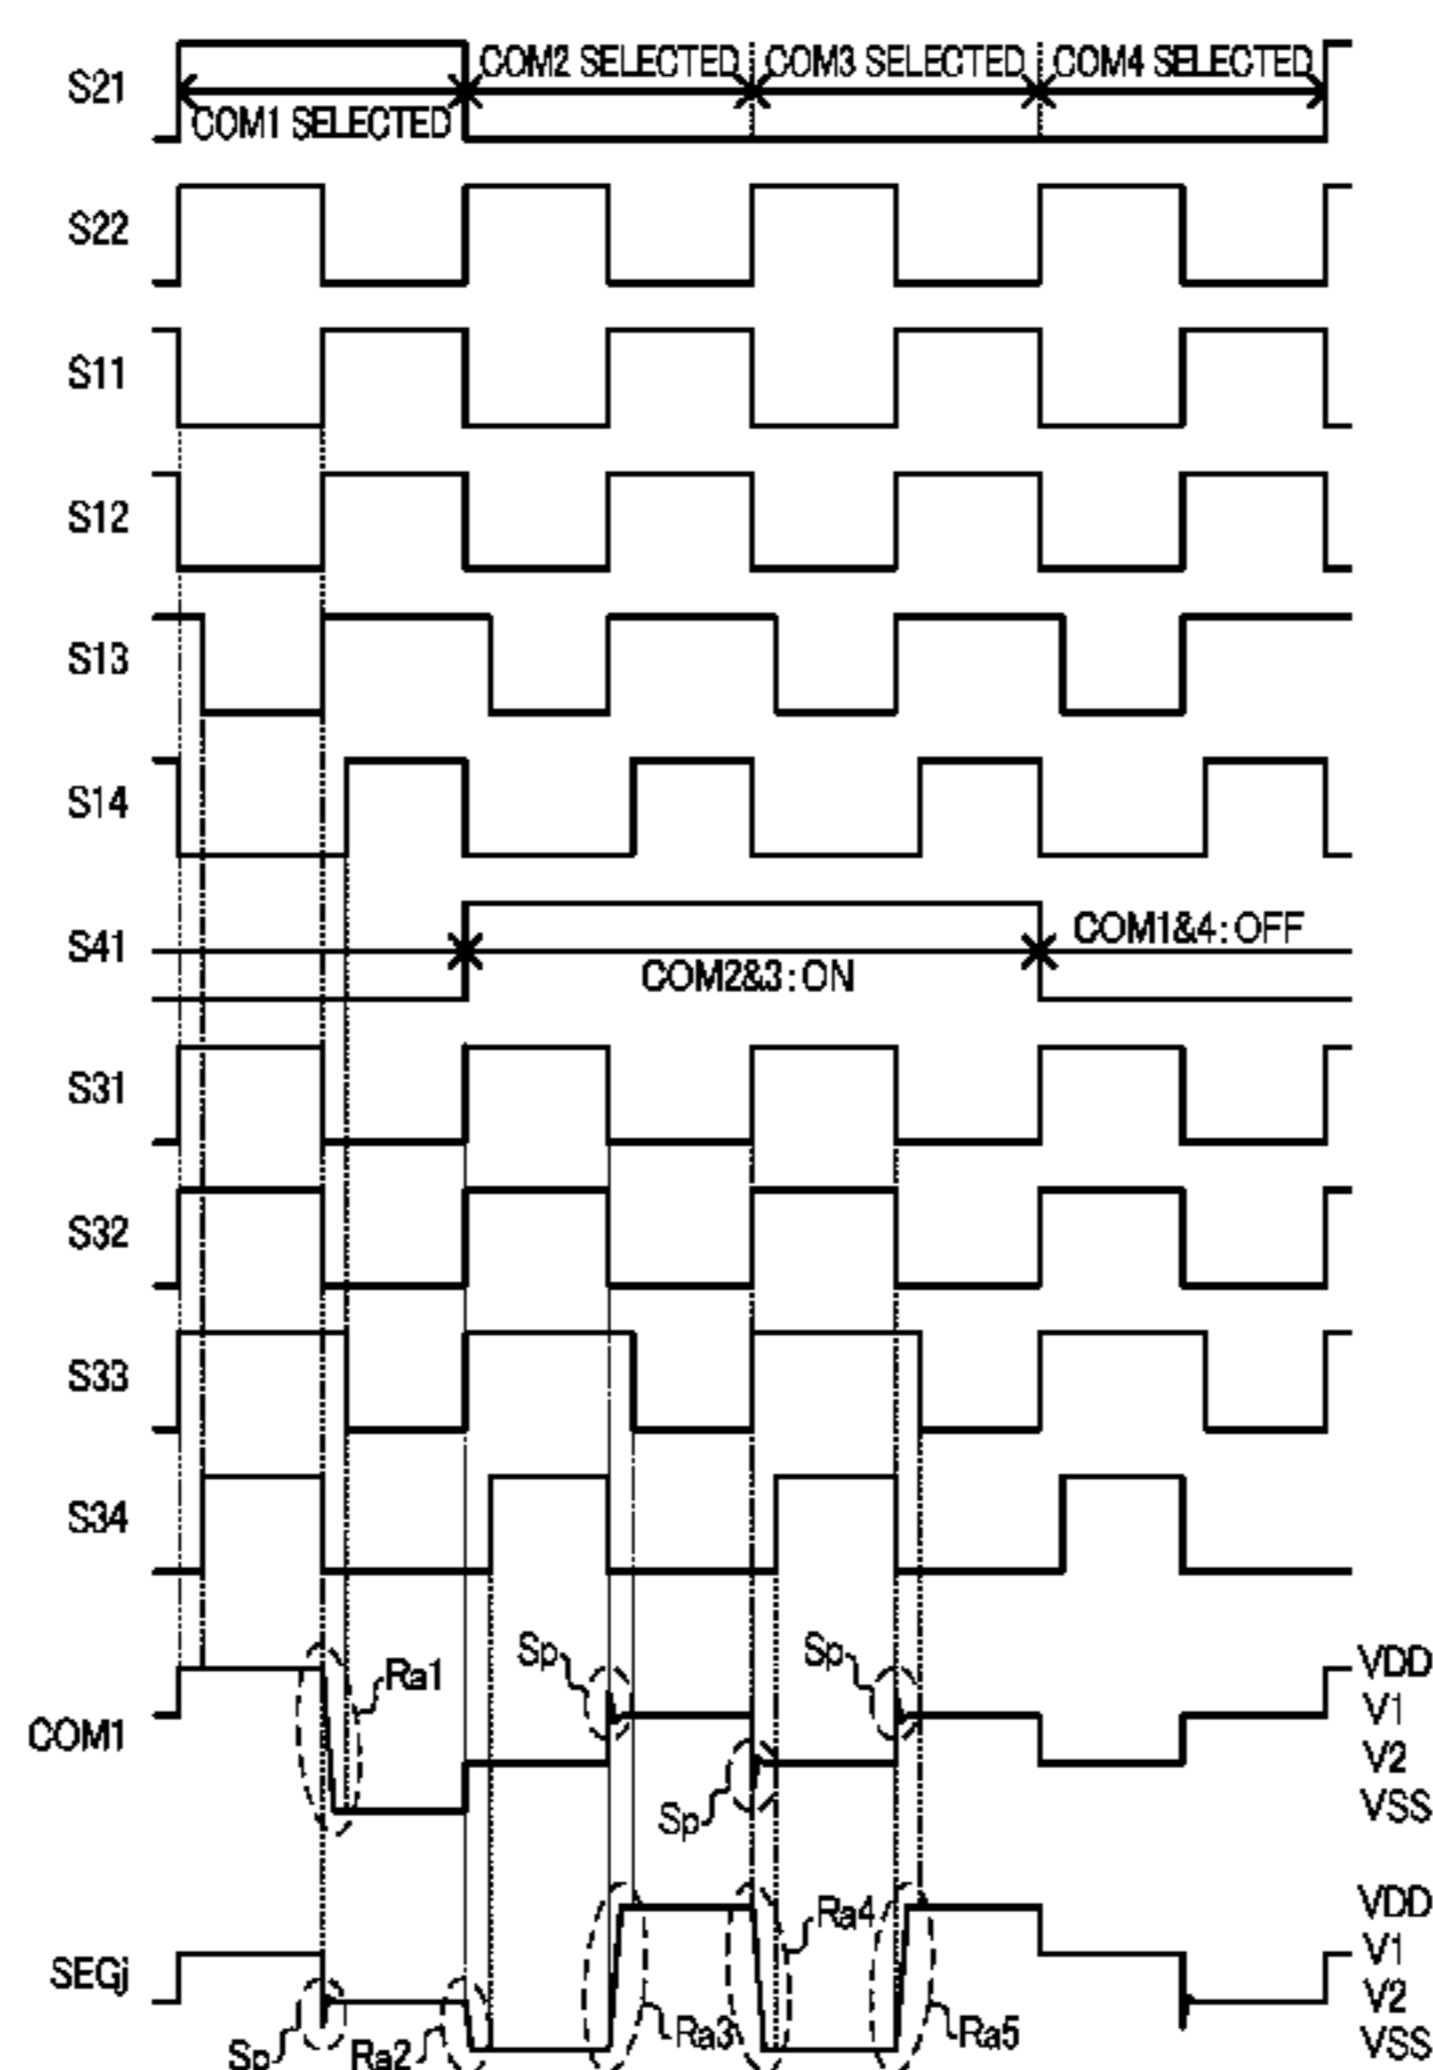 S21
COM1 SELECTED
COM2 SELECTED
COM3 SELECTED
COM4 SELECTED
S22
S11
S12
S13
S14
S41
COM2&3:ON
COM1&4:OFF
S31
S32
S33
S34
COM1
Ra1
Sp
Sp
Sp
VDD
V1
V2
VSS
SEGj
Sp
Ra2
Ra3
Ra4
Ra5
VDD
V1
V2
VSS